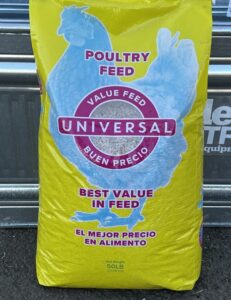 POULTRY
FEED
VALUE FEED
UNIVERSAL
BUEN PRECIO
BEST VALUE
IN FEED
EL MEJOR PRECIO
EN ALIMENTO
50LB